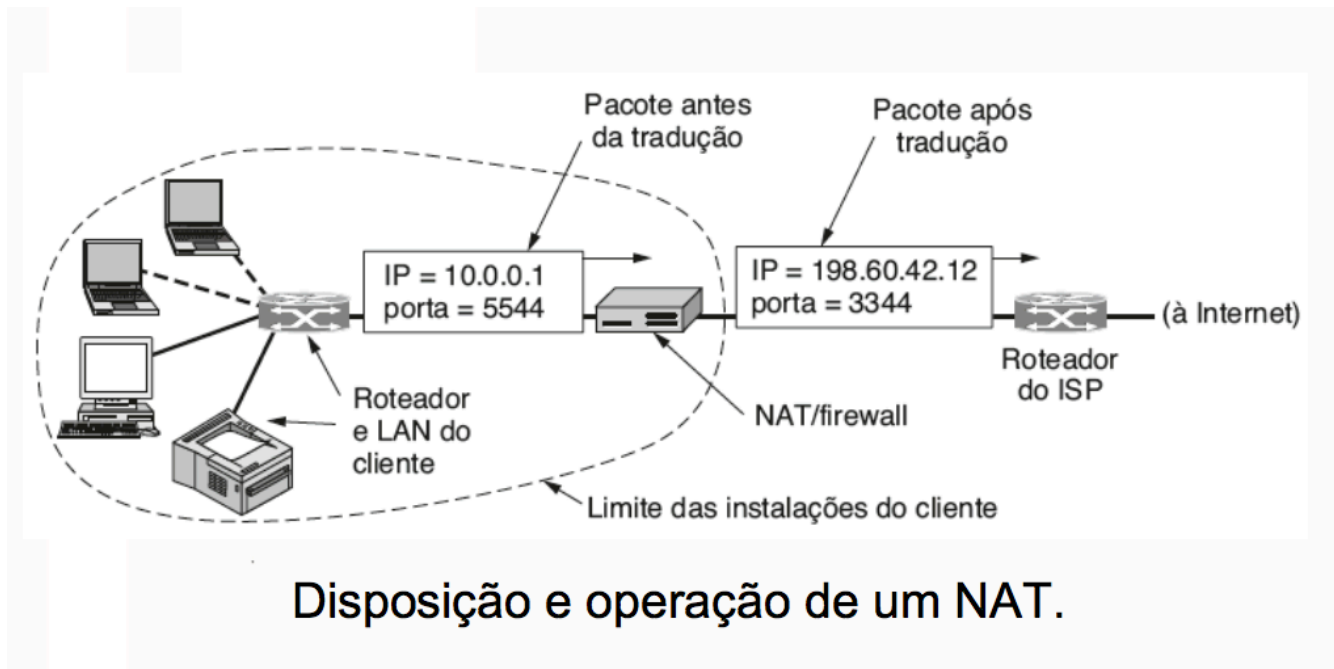 Pacote antes
da tradução
Pacote após
tradução
IP = 10.0.0.1
porta = 5544
IP = 198.60.42.12
porta = 3344
(à Internet)
Roteador
do ISP
Roteador
e LAN do
cliente
NAT/firewall
Limite das instalações do cliente
Disposição e operação de um NAT.